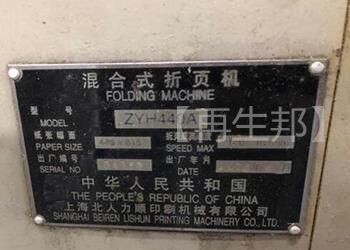 混合式折页机
FOLDING MACHINE
型号
MODEL
ZYH440A
纸张幅面
PAPER SIZE
SPEED MAX
出厂编号
SERIAL NO
出厂年月
DATE
中华人民共和国
THE PEOPLE'S REPUBLIC OF CHINA
上海北人力顺印刷机械有限公司
SHANGHAI BEIREN LISHUN PRINTING MACHINERY CO., LTD.
【再生邦】